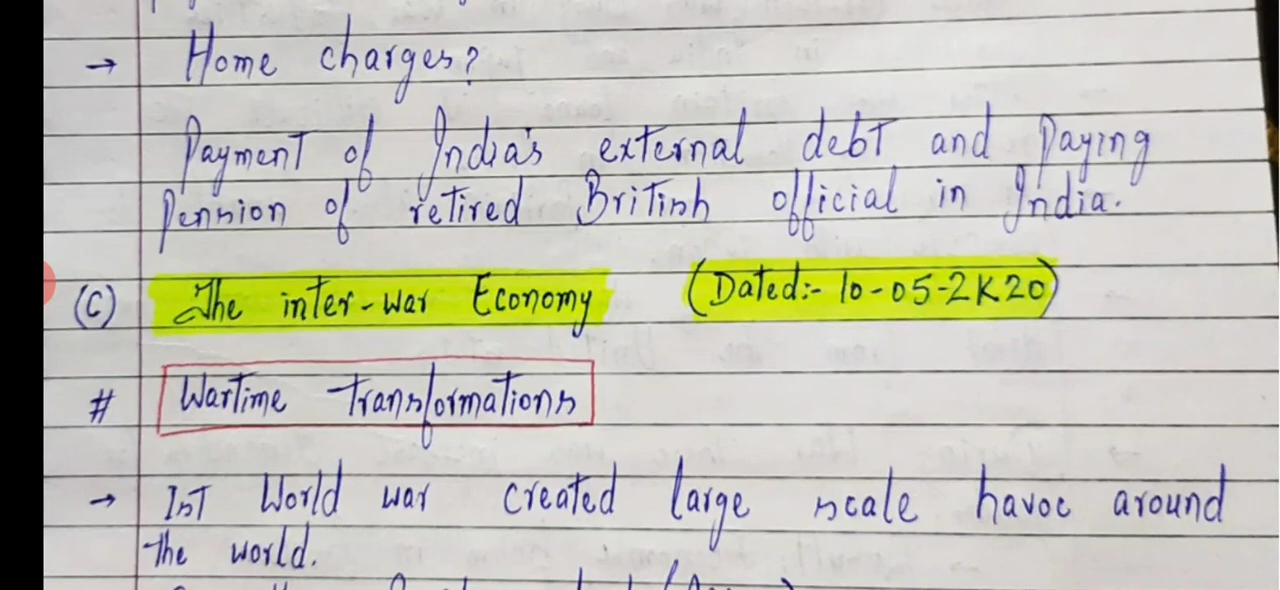 → Home charges?
Payment of India's external debt and Paying
Pension of retired British official in India.
(C) The inter-war Economy (Dated:- 10-05-2K20)
# Wartime Transformations
→ Ist World war created large scale havoc around
the world.